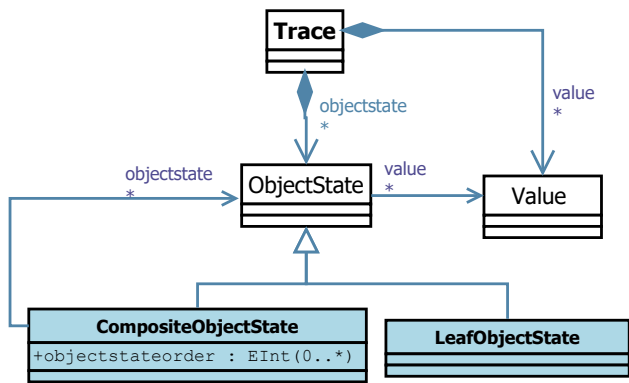 Trace
objectstate
*
value
*
objectstate
*
ObjectState
value
*
Value
CompositeObjectState
+objectstateorder : EInt(0..*)
LeafObjectState